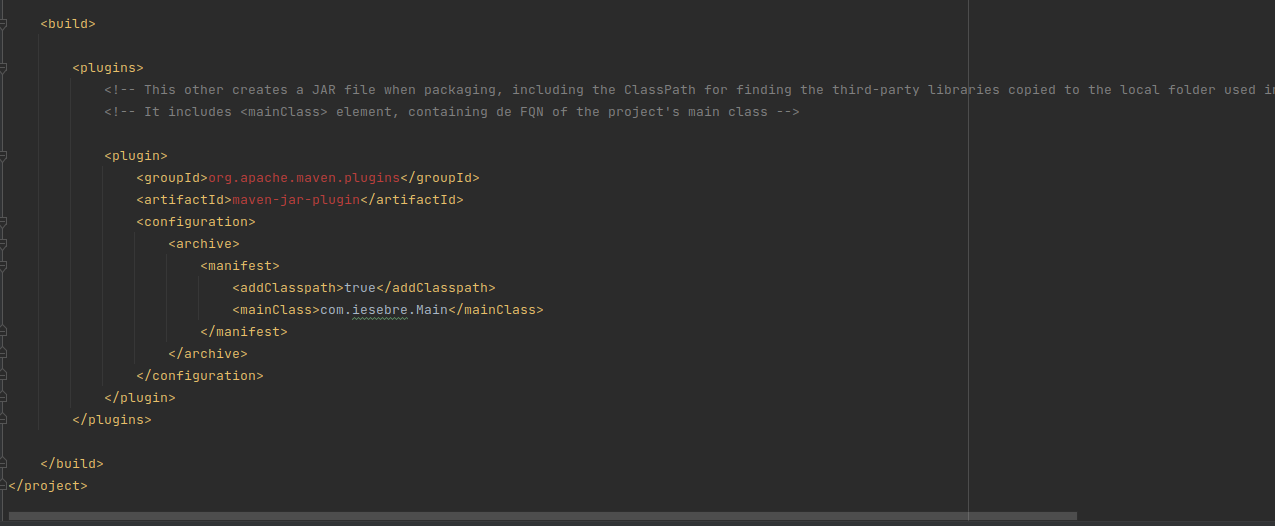 <build>
<plugins>
<!-- This other creates a JAR file when packaging, including the ClassPath for finding the third-party libraries copied to the local folder used
<!-- It includes <mainClass> element, containing de FQN of the project's main class -->
<plugin>
<groupId>org.apache.maven.plugins</groupId>
<artifactId>maven-jar-plugin</artifactId>
<configuration>
<archive>
<manifest>
<addClasspath>true</addClasspath>
<mainClass>com.iesebre.Main</mainClass>
</manifest>
</archive>
</configuration>
</plugin>
</plugins>
</build>
</project>